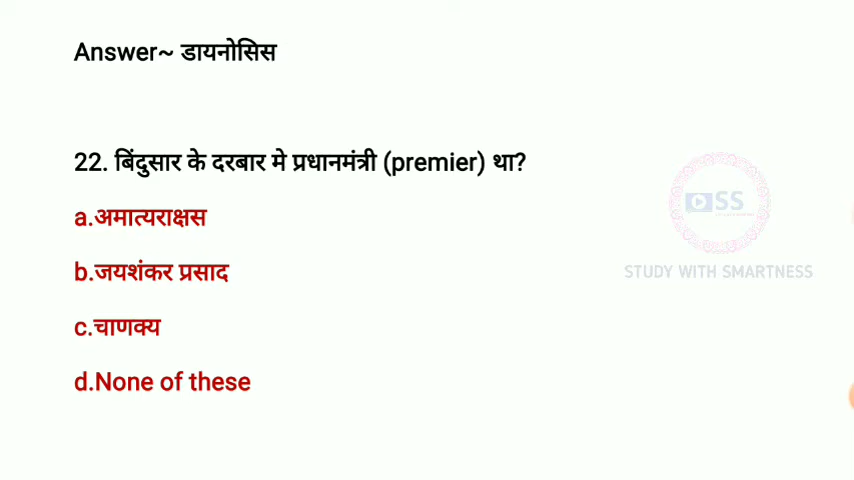 Answer~ डायनोसिस
22. बिंदुसार के दरबार मे प्रधानमंत्री (premier) था?
a.अमात्यराक्षस
b.जयशंकर प्रसाद
c.चाणक्य
d.None of these
SS
STUDY WITH SMARTNESS